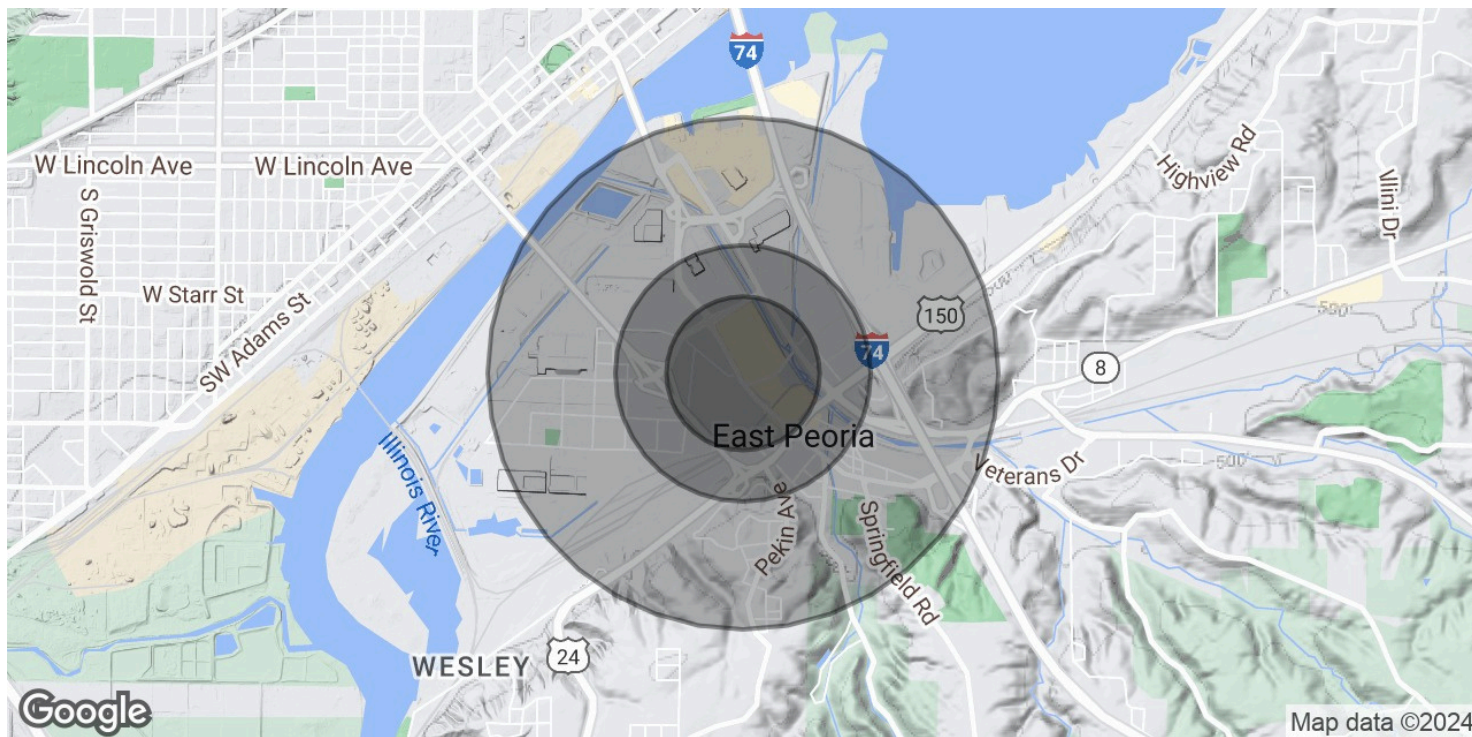 74
W Lincoln Ave
W Lincoln Ave
Highview Rd
S Griswold St
VIini Dr
W Starr St
SW Adams St
150
500
74
8
East Peoria
Illinois River
Veterans Dr
500
Pekin Ave
Springfield Rd
WESLEY
24
Google
Map data ©2024